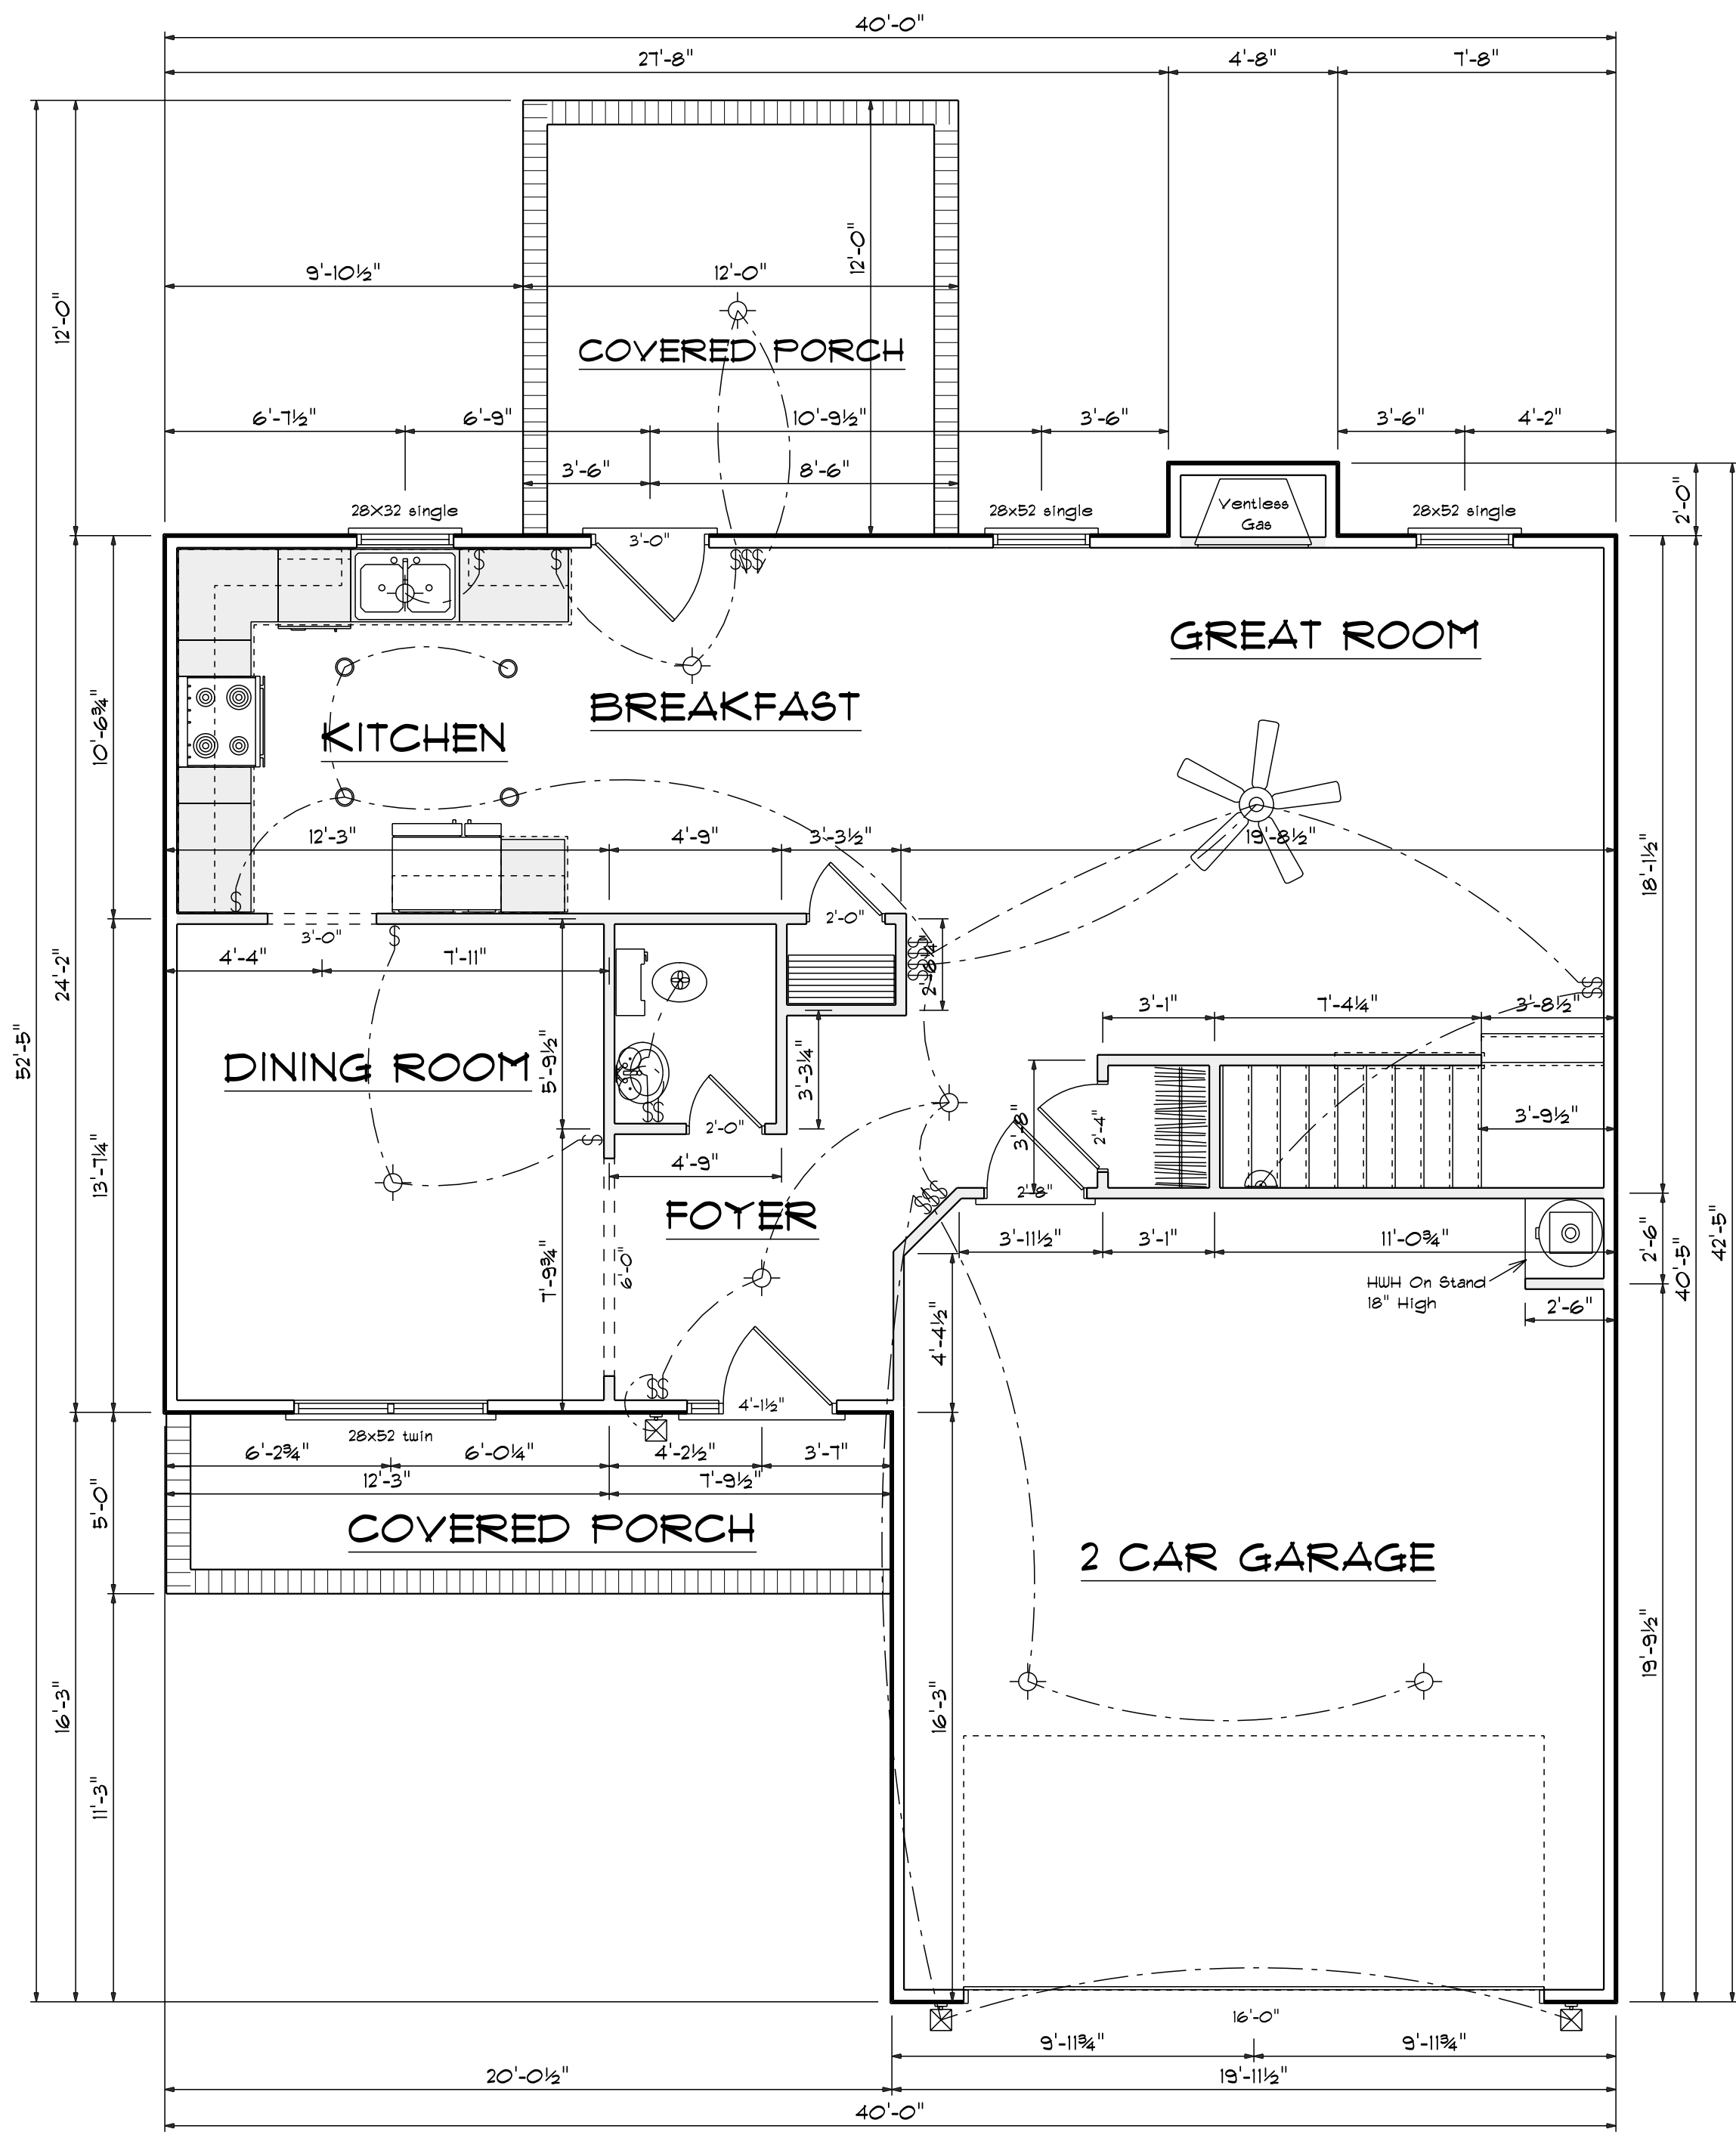 40'-0"
27'-8" 4'-8" 7'-8"
12'-0"
9'-10½" 12'-0" 12'-0"
COVERED PORCH
6'-7½" 6'-9" 10'-9½" 3'-6" 3'-6" 4'-2"
3'-6" 8'-6"
28X32 single 28x52 single Ventless 28x52 single
Gas
2'-0"
3'-0"
GREAT ROOM
BREAKFAST
KITCHEN
10'-6¾"
12'-3" 4'-9" 3'-3½" 19'-8½"
18'-1½"
2'-0"
3'-0"
4'-4" 7'-11"
24'-2"
2'-8¼"
3'-1" 7'-4¼" 3'-8½"
52'-5"
DINING ROOM 5'-9½" 3'-3¼"
2'-0" 3'-8" 2'-4" 3'-9½"
13'-7¼"
4'-9"
2'-8"
FOYER
3'-11½" 3'-1" 11'-0¾"
2'-6" 40'-5" 42'-5"
7'-9¾" 6'-0"
HWH On Stand
18" High
2'-6"
4'-4½"
4'-1½"
28x52 twin
6'-2¾" 6'-0¼" 4'-2½" 3'-7"
12'-3" 7'-9½"
5'-0"
COVERED PORCH
2 CAR GARAGE
19'-9½"
16'-3" 16'-3"
11'-3"
16'-0"
9'-11¾" 9'-11¾"
20'-0½" 19'-11½"
40'-0"